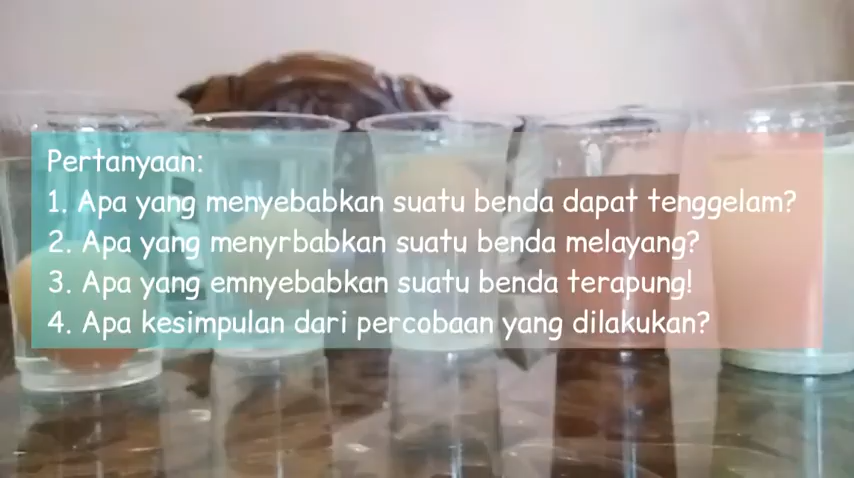 Pertanyaan:
1. Apa yang menyebabkan suatu benda dapat tenggelam?
2. Apa yang menyrbabkan suatu benda melayang?
3. Apa yang emnyebabkan suatu benda terapung!
4. Apa kesimpulan dari percobaan yang dilakukan?